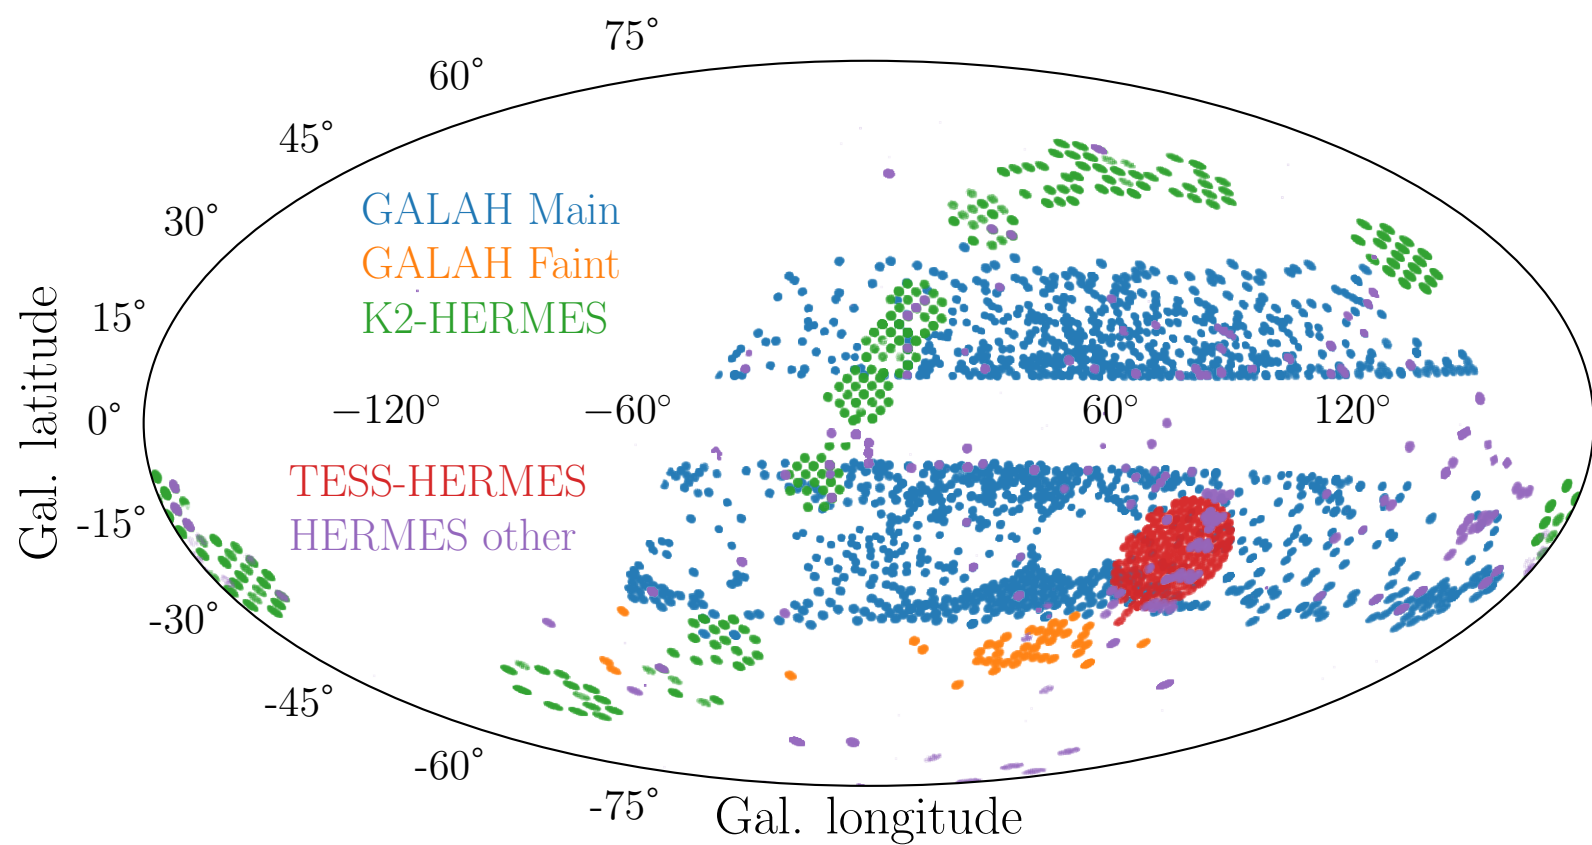 75°
60°
45°
30°
15°
0°
-15°
-30°
-45°
-60°
-75°
Gal. latitude
GALAH Main
GALAH Faint
K2-HERMES
−120° −60° 60° 120°
TESS-HERMES
HERMES other
Gal. longitude